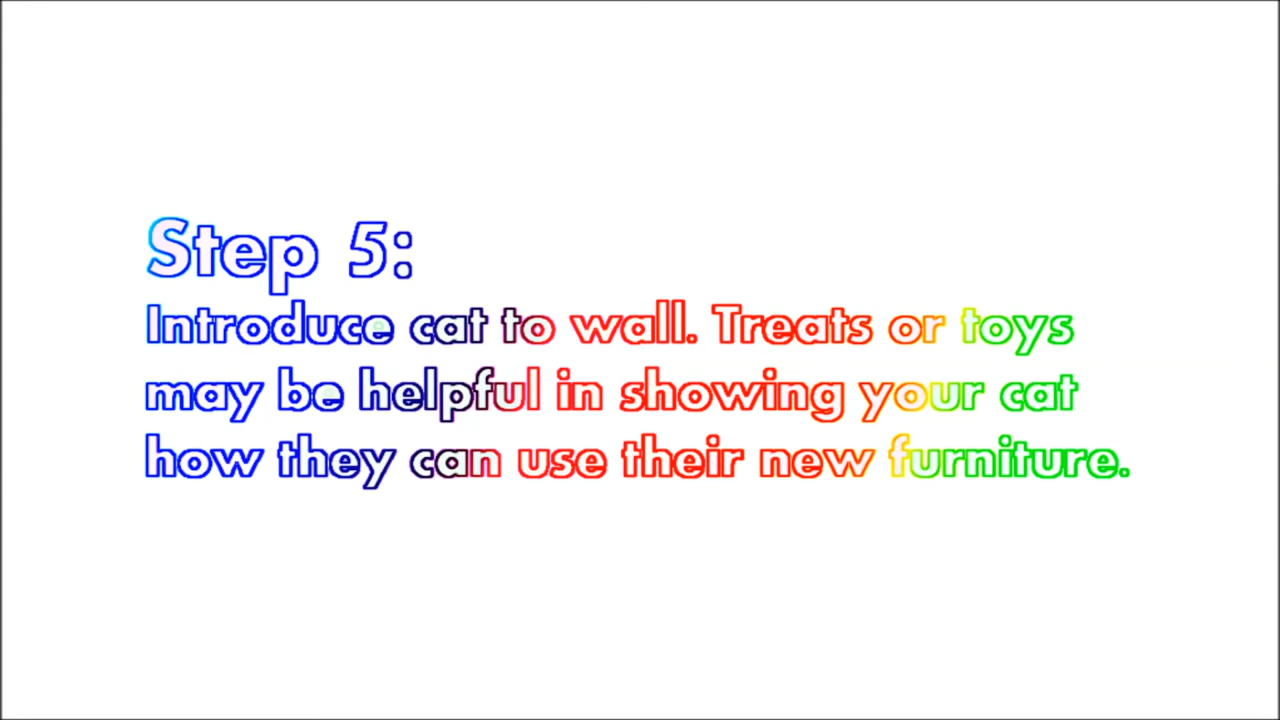 Step 5:
Introduce cat to wall. Treats or toys
may be helpful in showing your cat
how they can use their new furniture.